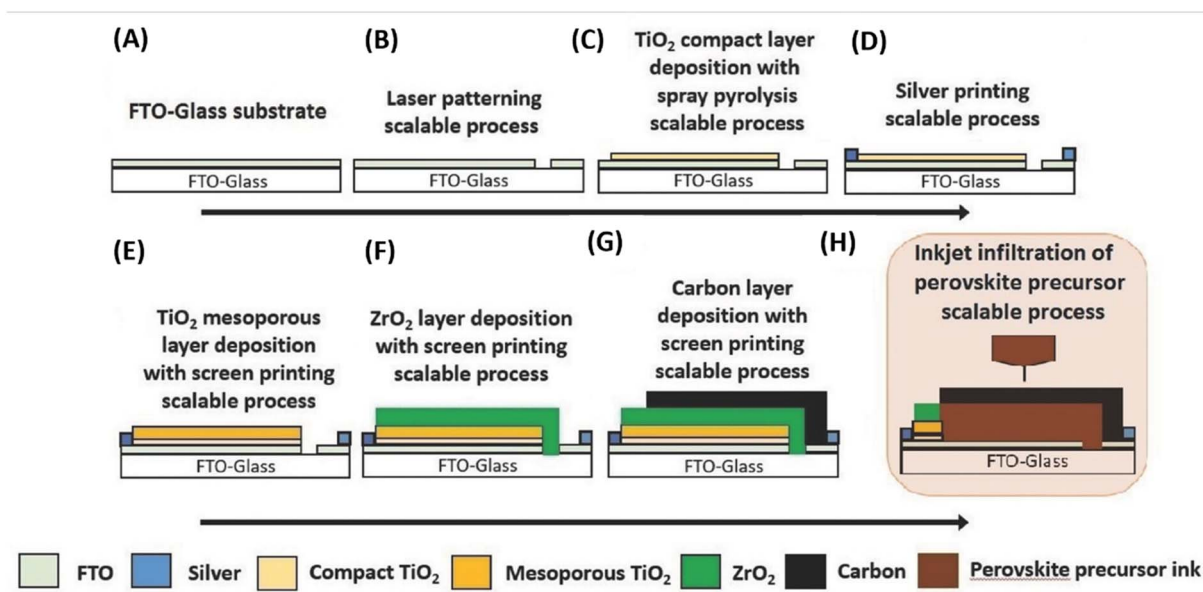 (A)
FTO-Glass substrate
FTO-Glass
(B)
Laser patterning
scalable process
FTO-Glass
(C)
TiO₂ compact layer
deposition with
spray pyrolysis
scalable process
FTO-Glass
(D)
Silver printing
scalable process
FTO-Glass
(E)
TiO₂ mesoporous
layer deposition
with screen printing
scalable process
FTO-Glass
(F)
ZrO₂ layer deposition
with screen printing
scalable process
FTO-Glass
(G)
Carbon layer
deposition with
screen printing
scalable process
FTO-Glass
(H)
Inkjet infiltration of
perovskite precursor
scalable process
FTO-Glass
FTO
Silver
Compact TiO₂
Mesoporous TiO₂
ZrO₂
Carbon
Perovskite precursor ink